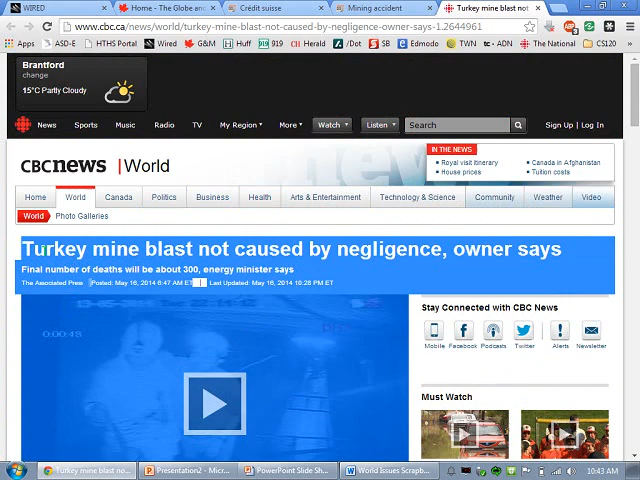 WIRED
Home - The Globe and
Crédit suisse
Mining accident
Turkey mine blast not
www.cbc.ca/news/world/turkey-mine-blast-not-caused-by-negligence-owner-says-1.2644961
Apps
ASD-E
HTHS Portal
Wired
G&M
Huff
919
CH Herald
/Dot
SB
Edmodo
TWN
tc - ADN
The National
CS120
Brantford
change
15°C Partly Cloudy
News
Sports
Music
Radio
TV
My Region
More
Watch
Listen
Search
Sign Up | Log In
CBCnews | World
IN THE NEWS
Royal visit itinerary
Canada in Afghanistan
House prices
Tuition costs
Home
World
Canada
Politics
Business
Health
Arts & Entertainment
Technology & Science
Community
Weather
Video
World
Photo Galleries
Turkey mine blast not caused by negligence, owner says
Final number of deaths will be about 300, energy minister says
The Associated Press Posted: May 16, 2014 6:47 AM ET Last Updated: May 16, 2014 10:28 PM ET
0:00:48
Stay Connected with CBC News
Mobile
Facebook
Podcasts
Twitter
Alerts
Newsletter
Must Watch
Turkey mine blast no...
Presentation2 - Micr...
PowerPoint Slide Sh...
World Issues Scrapb...
10:43 AM